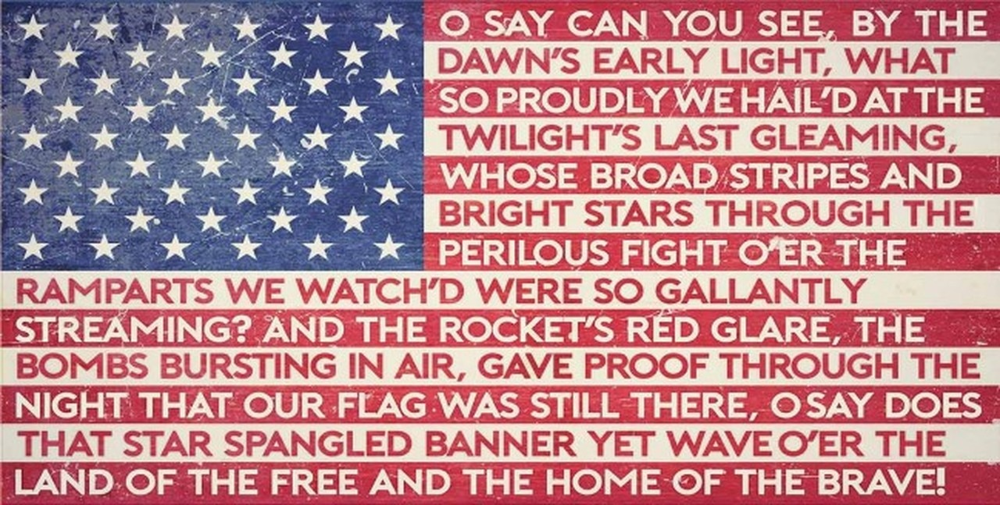 O SAY CAN YOU SEE, BY THE
DAWN'S EARLY LIGHT, WHAT
SO PROUDLY WE HAIL'D AT THE
TWILIGHT'S LAST GLEAMING,
WHOSE BROAD STRIPES AND
BRIGHT STARS THROUGH THE
PERILOUS FIGHT O'ER THE
RAMPARTS WE WATCH'D WERE SO GALLANTLY
STREAMING? AND THE ROCKET'S RED GLARE, THE
BOMBS BURSTING IN AIR, GAVE PROOF THROUGH THE
NIGHT THAT OUR FLAG WAS STILL THERE, O SAY DOES
THAT STAR SPANGLED BANNER YET WAVE O'ER THE
LAND OF THE FREE AND THE HOME OF THE BRAVE!